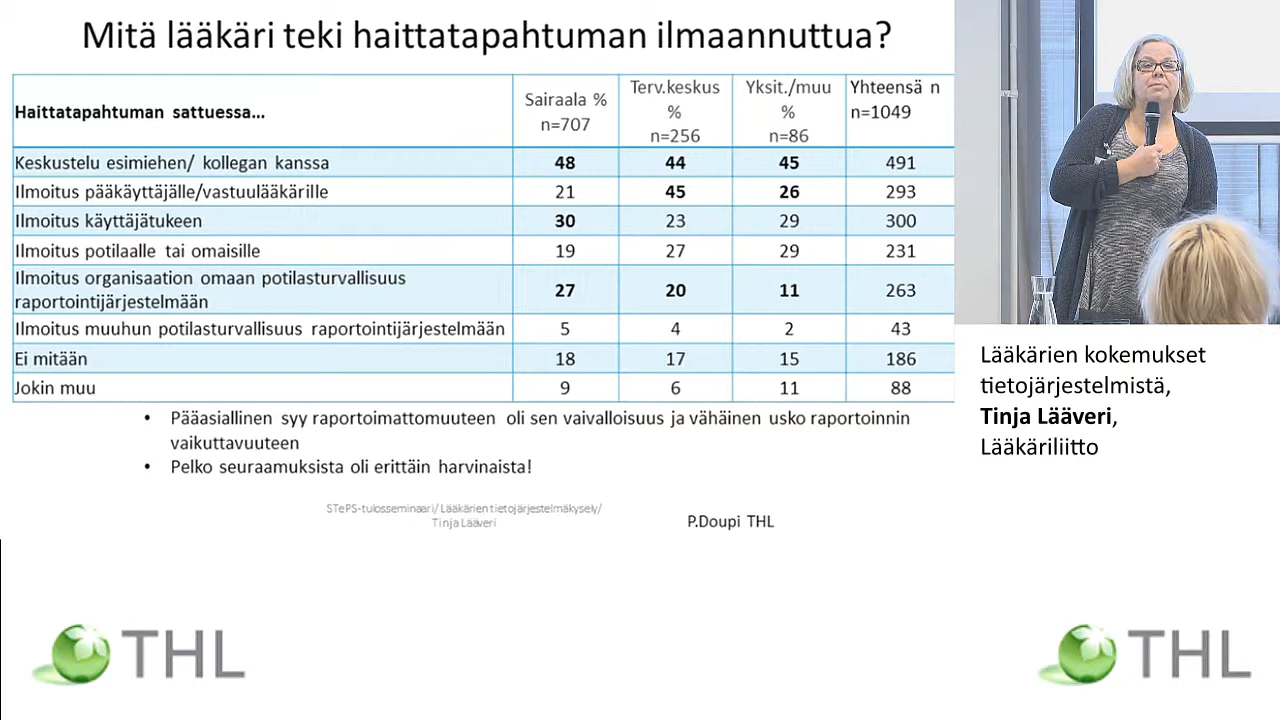 Mitä lääkäri teki haittatapahtuman ilmaannuttua?
Haittatapahtuman sattuessa... Sairaala % n=707 Terv.keskus % n=256 Yksit./muu % n=86 Yhteensä n n=1049
Keskustelu esimiehen/ kollegan kanssa 48 44 45 491
Ilmoitus pääkäyttäjälle/vastuulääkärille 21 45 26 293
Ilmoitus käyttäjätukeen 30 23 29 300
Ilmoitus potilaalle tai omaisille 19 27 29 231
Ilmoitus organisaation omaan potilasturvallisuus
raportointijärjestelmään 27 20 11 263
Ilmoitus muuhun potilasturvallisuus raportointijärjestelmään 5 4 2 43
Ei mitään 18 17 15 186
Jokin muu 9 6 11 88
• Pääasiallinen syy raportoimattomuuteen oli sen vaivalloisuus ja vähäinen usko raportoinnin
vaikuttavuuteen
• Pelko seuraamuksista oli erittäin harvinaista!
STePS-tulosseminaari/ Lääkärien tietojärjestelmäkysely/
Tinja Lääveri
P.Doupi THL
Lääkärien kokemukset
tietojärjestelmistä,
Tinja Lääveri,
Lääkäriliitto
THL
THL